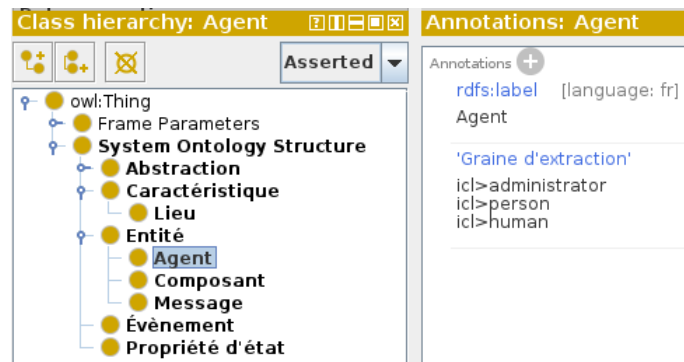 Class hierarchy: Agent
Asserted
owl:Thing
Frame Parameters
System Ontology Structure
Abstraction
Caractéristique
Lieu
Entité
Agent
Composant
Message
Évènement
Propriété d'état
Annotations: Agent
Annotations
rdfs:label [language: fr]
Agent
'Graine d'extraction'
icl>administrator
icl>person
icl>human